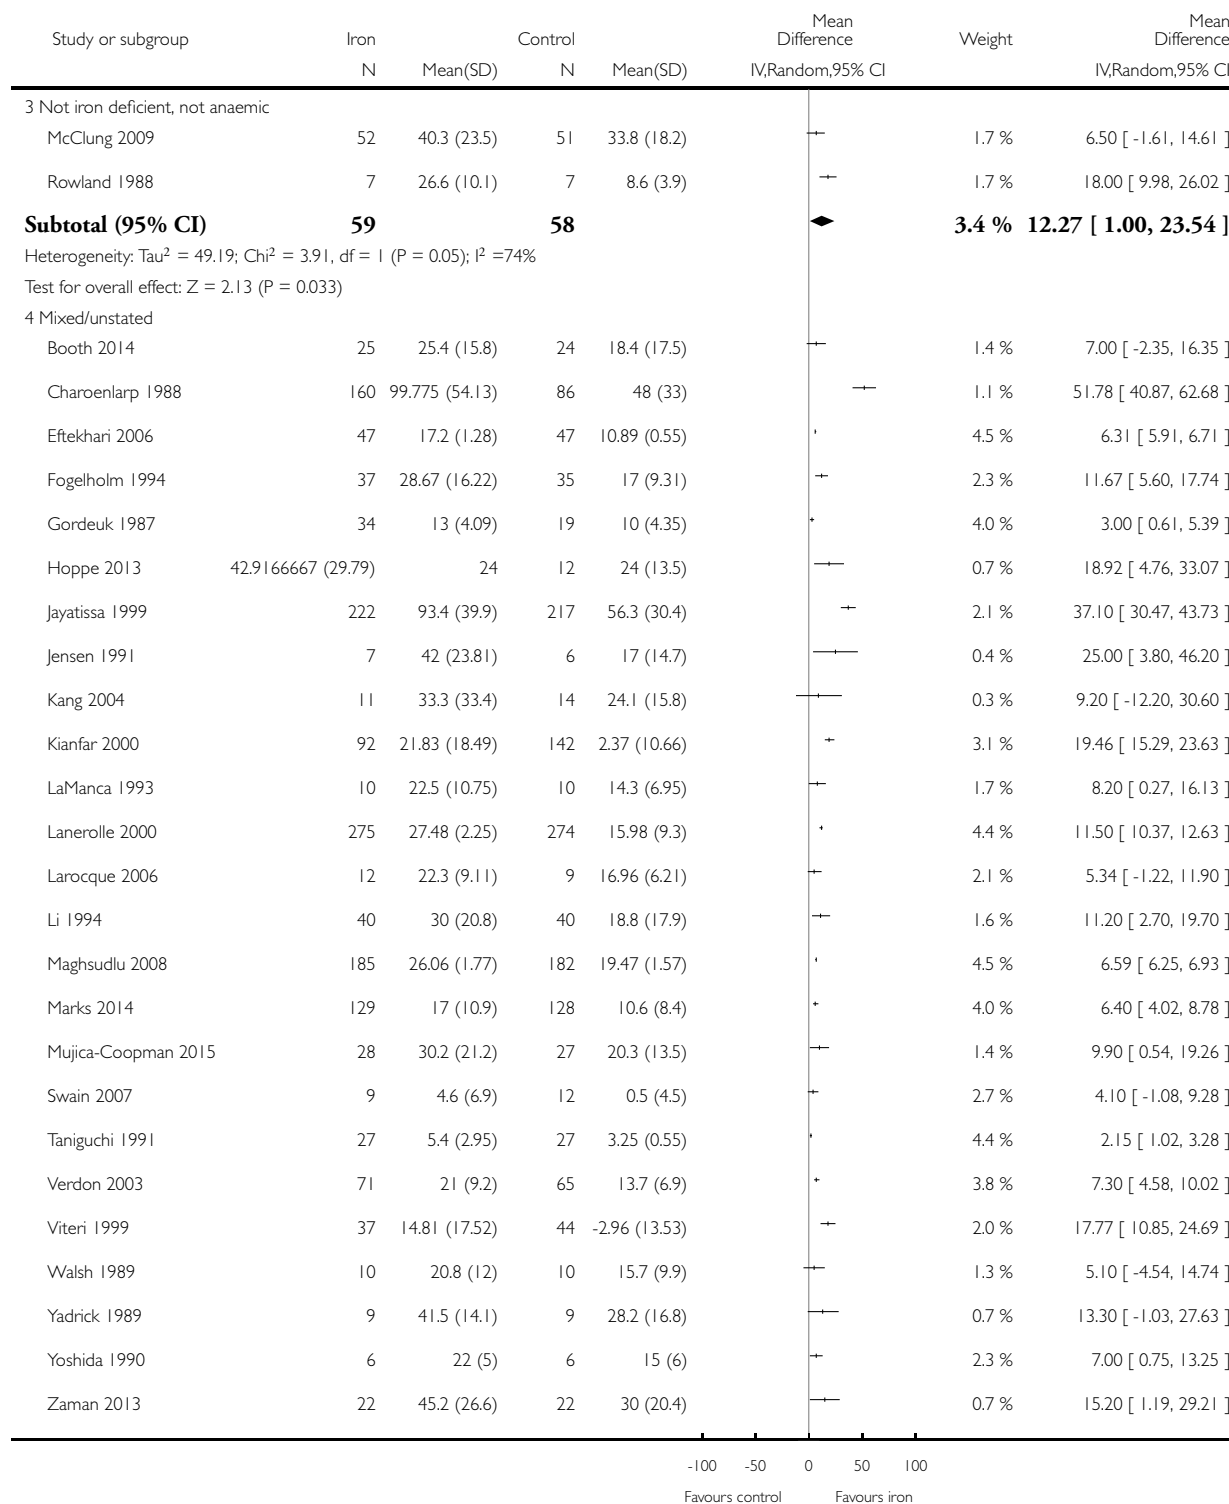 Study or subgroup Iron Control Mean Difference Weight Mean Difference
N Mean(SD) N Mean(SD) IV,Random,95% CI IV,Random,95% CI
3 Not iron deficient, not anaemic
McClung 2009 52 40.3 (23.5) 51 33.8 (18.2) 1.7 % 6.50 [ -1.61, 14.61 ]
Rowland 1988 7 26.6 (10.1) 7 8.6 (3.9) 1.7 % 18.00 [ 9.98, 26.02 ]
Subtotal (95% CI) 59 58 3.4 % 12.27 [ 1.00, 23.54 ]
Heterogeneity: Tau² = 49.19; Chi² = 3.91, df = 1 (P = 0.05); I² =74%
Test for overall effect: Z = 2.13 (P = 0.033)
4 Mixed/unstated
Booth 2014 25 25.4 (15.8) 24 18.4 (17.5) 1.4 % 7.00 [ -2.35, 16.35 ]
Charoenlarp 1988 160 99.775 (54.13) 86 48 (33) 1.1 % 51.78 [ 40.87, 62.68 ]
Eftekhari 2006 47 17.2 (1.28) 47 10.89 (0.55) 4.5 % 6.31 [ 5.91, 6.71 ]
Fogelholm 1994 37 28.67 (16.22) 35 17 (9.31) 2.3 % 11.67 [ 5.60, 17.74 ]
Gordeuk 1987 34 13 (4.09) 19 10 (4.35) 4.0 % 3.00 [ 0.61, 5.39 ]
Hoppe 2013 42.9166667 (29.79) 24 12 24 (13.5) 0.7 % 18.92 [ 4.76, 33.07 ]
Jayatissa 1999 222 93.4 (39.9) 217 56.3 (30.4) 2.1 % 37.10 [ 30.47, 43.73 ]
Jensen 1991 7 42 (23.81) 6 17 (14.7) 0.4 % 25.00 [ 3.80, 46.20 ]
Kang 2004 11 33.3 (33.4) 14 24.1 (15.8) 0.3 % 9.20 [ -12.20, 30.60 ]
Kianfar 2000 92 21.83 (18.49) 142 2.37 (10.66) 3.1 % 19.46 [ 15.29, 23.63 ]
LaManca 1993 10 22.5 (10.75) 10 14.3 (6.95) 1.7 % 8.20 [ 0.27, 16.13 ]
Lanerolle 2000 275 27.48 (2.25) 274 15.98 (9.3) 4.4 % 11.50 [ 10.37, 12.63 ]
Larocque 2006 12 22.3 (9.11) 9 16.96 (6.21) 2.1 % 5.34 [ -1.22, 11.90 ]
Li 1994 40 30 (20.8) 40 18.8 (17.9) 1.6 % 11.20 [ 2.70, 19.70 ]
Maghsudlu 2008 185 26.06 (1.77) 182 19.47 (1.57) 4.5 % 6.59 [ 6.25, 6.93 ]
Marks 2014 129 17 (10.9) 128 10.6 (8.4) 4.0 % 6.40 [ 4.02, 8.78 ]
Mujica-Coopman 2015 28 30.2 (21.2) 27 20.3 (13.5) 1.4 % 9.90 [ 0.54, 19.26 ]
Swain 2007 9 4.6 (6.9) 12 0.5 (4.5) 2.7 % 4.10 [ -1.08, 9.28 ]
Taniguchi 1991 27 5.4 (2.95) 27 3.25 (0.55) 4.4 % 2.15 [ 1.02, 3.28 ]
Verdon 2003 71 21 (9.2) 65 13.7 (6.9) 3.8 % 7.30 [ 4.58, 10.02 ]
Viteri 1999 37 14.81 (17.52) 44 -2.96 (13.53) 2.0 % 17.77 [ 10.85, 24.69 ]
Walsh 1989 10 20.8 (12) 10 15.7 (9.9) 1.3 % 5.10 [ -4.54, 14.74 ]
Yadrick 1989 9 41.5 (14.1) 9 28.2 (16.8) 0.7 % 13.30 [ -1.03, 27.63 ]
Yoshida 1990 6 22 (5) 6 15 (6) 2.3 % 7.00 [ 0.75, 13.25 ]
Zaman 2013 22 45.2 (26.6) 22 30 (20.4) 0.7 % 15.20 [ 1.19, 29.21 ]
-100 -50 0 50 100
Favours control Favours iron